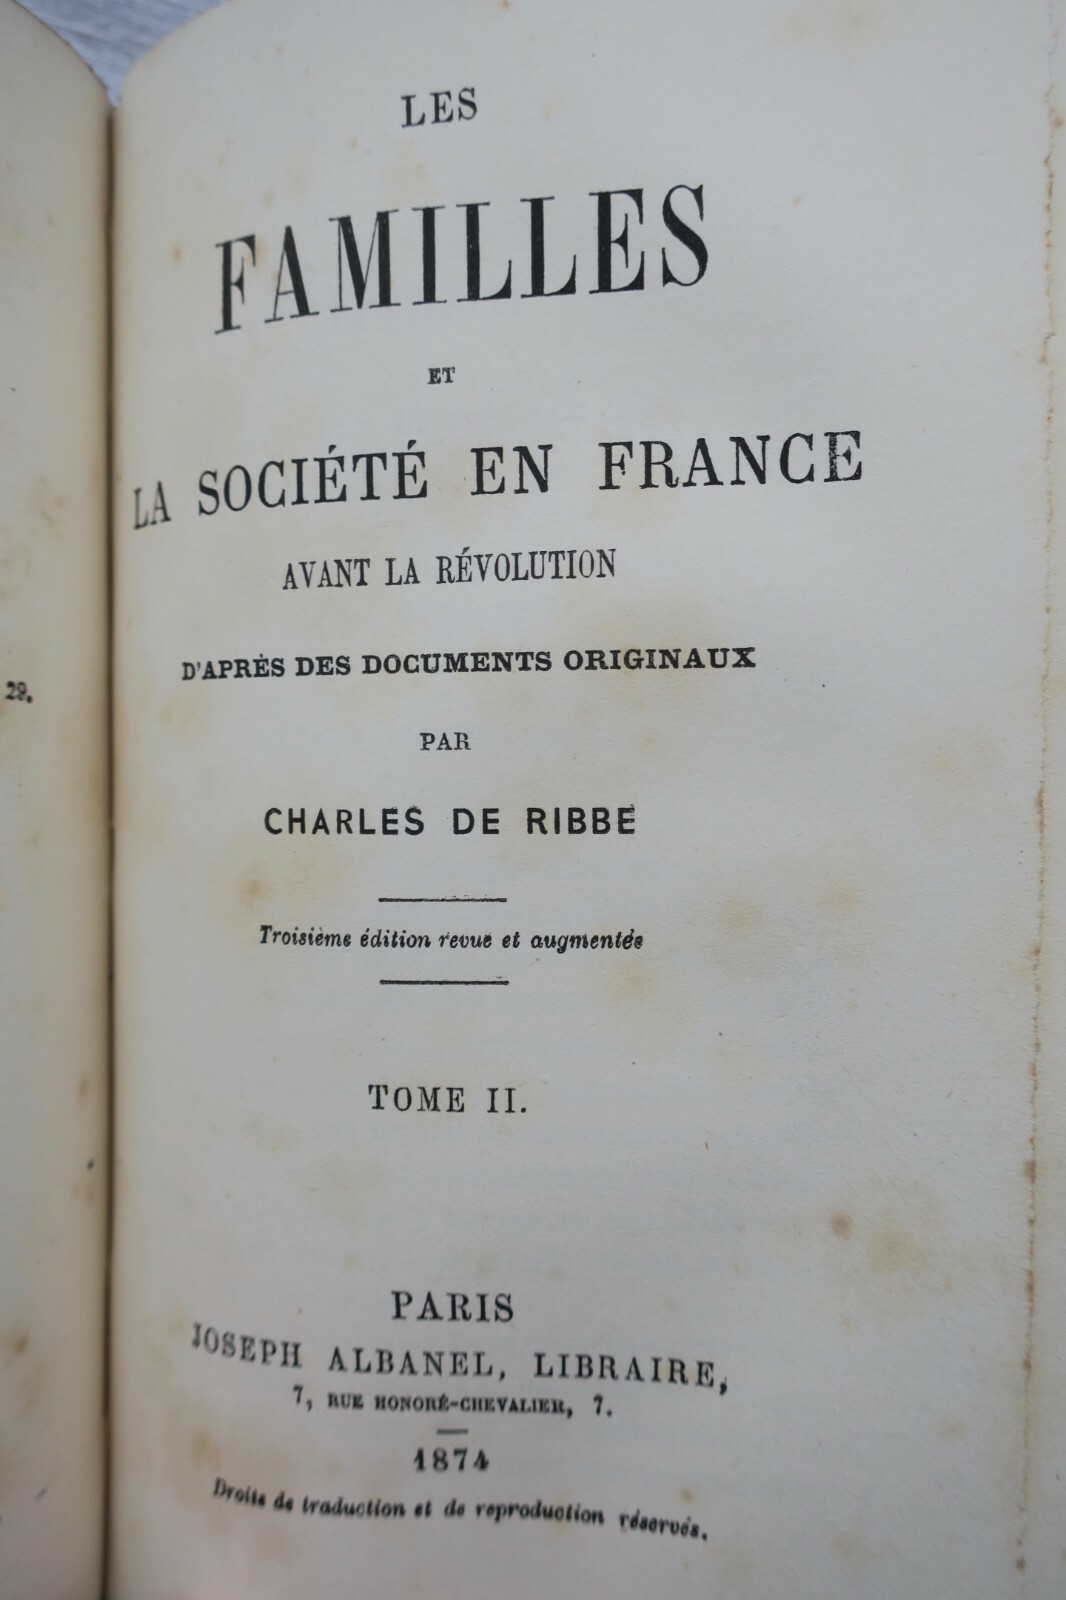 LES
FAMILLES
ET
LA SOCIÉTÉ EN FRANCE
AVANT LA RÉVOLUTION
D'APRÈS DES DOCUMENTS ORIGINAUX
PAR
CHARLES DE RIBBE
Troisième édition revue et augmentée
TOME II.
PARIS
JOSEPH ALBANEL, LIBRAIRE,
7, RUE HONORÉ-CHEVALIER, 7.
1874
Droits de traduction et de reproduction réservés.
29.